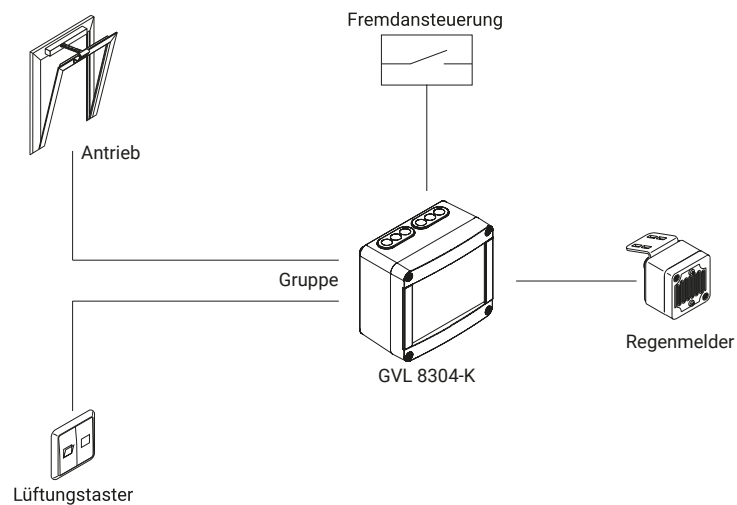 Fremdansteuerung
Antrieb
Gruppe
Regenmelder
GVL 8304-K
Lüftungstaster